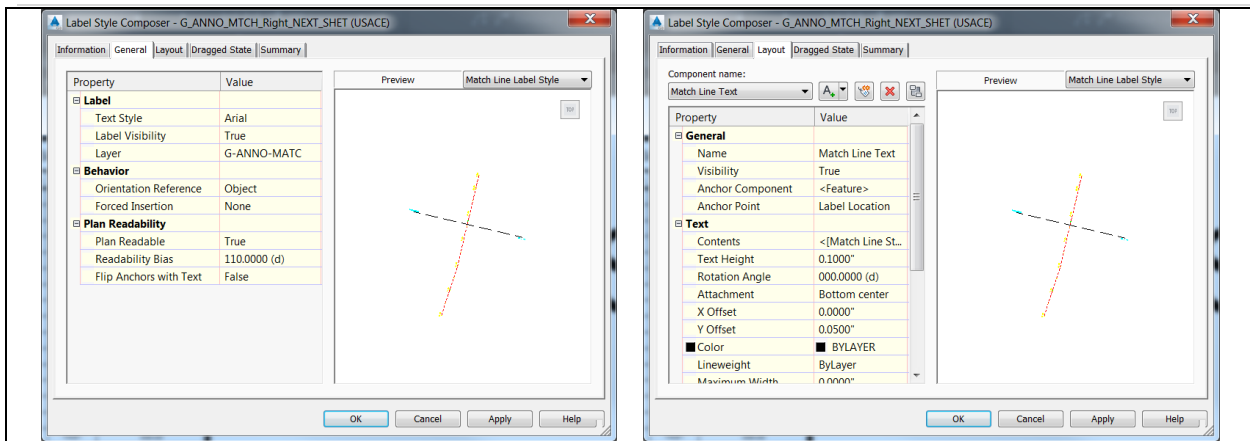 Label Style Composer - G_ANNO_MTCH_Right_NEXT_SHET (USACE)
Information General Layout Dragged State Summary
Property Value
Label
Text Style Arial
Label Visibility True
Layer G-ANNO-MATC
Behavior
Orientation Reference Object
Forced Insertion None
Plan Readability
Plan Readable True
Readability Bias 110.0000 (d)
Flip Anchors with Text False
Preview Match Line Label Style
TOP
OK Cancel Apply Help
Label Style Composer - G_ANNO_MTCH_Right_NEXT_SHET (USACE)
Information General Layout Dragged State Summary
Component name:
Match Line Text
Property Value
General
Name Match Line Text
Visibility True
Anchor Component <Feature>
Anchor Point Label Location
Text
Contents <[Match Line St...
Text Height 0.1000"
Rotation Angle 000.0000 (d)
Attachment Bottom center
X Offset 0.0000"
Y Offset 0.0500"
Color BYLAYER
Lineweight ByLayer
Maximum Width 0.0000"
Preview Match Line Label Style
TOP
OK Cancel Apply Help